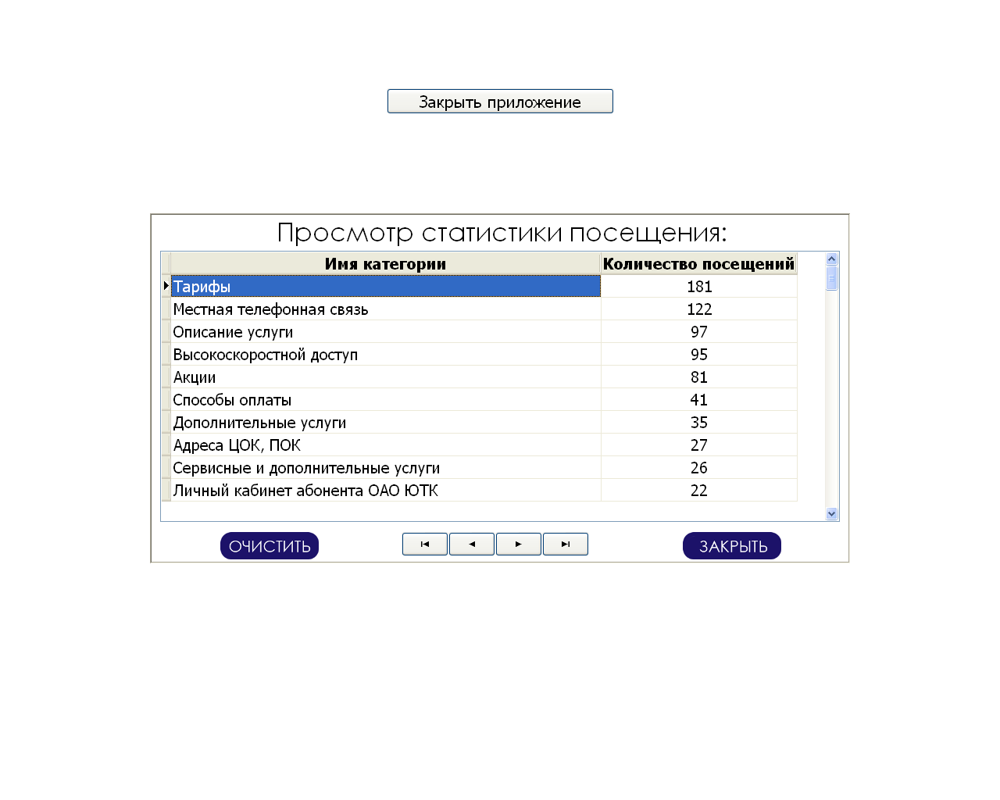 Закрыть приложение
Просмотр статистики посещения:
Имя категории Количество посещений
Тарифы 181
Местная телефонная связь 122
Описание услуги 97
Высокоскоростной доступ 95
Акции 81
Способы оплаты 41
Дополнительные услуги 35
Адреса ЦОК, ПОК 27
Сервисные и дополнительные услуги 26
Личный кабинет абонента ОАО ЮТК 22
ОЧИСТИТЬ ЗАКРЫТЬ